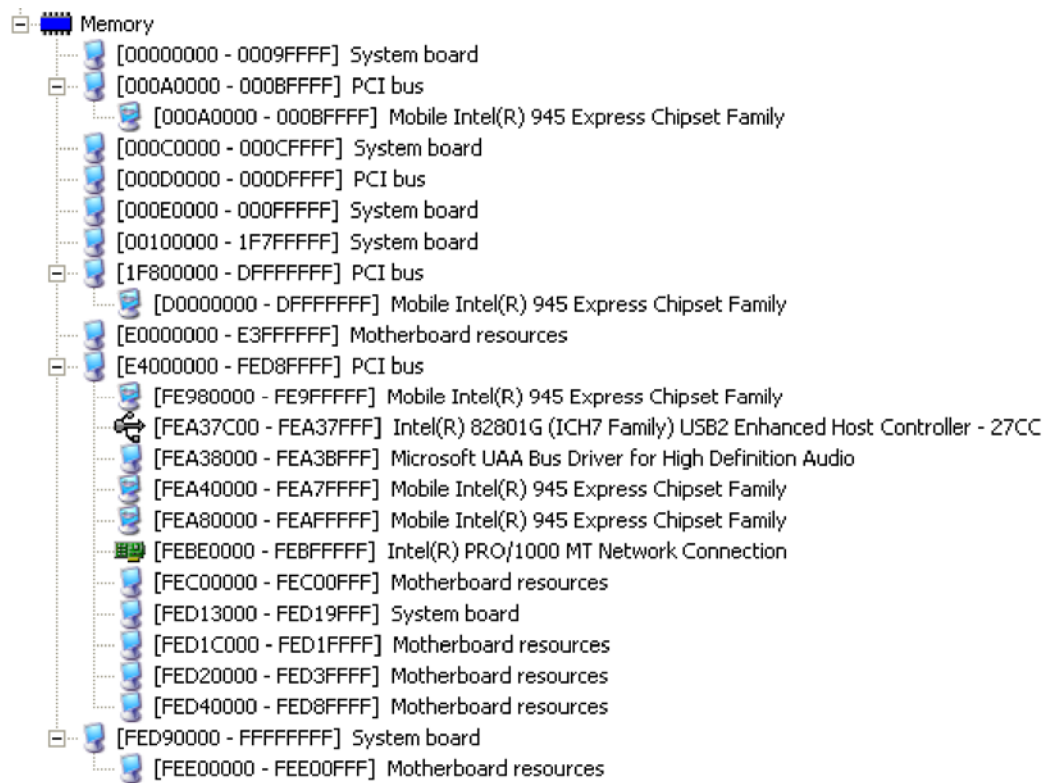 Memory
[00000000 - 0009FFFF] System board
[000A0000 - 000BFFFF] PCI bus
[000A0000 - 000BFFFF] Mobile Intel(R) 945 Express Chipset Family
[000C0000 - 000CFFFF] System board
[000D0000 - 000DFFFF] PCI bus
[000E0000 - 000FFFFF] System board
[00100000 - 1F7FFFFF] System board
[1F800000 - DFFFFFFF] PCI bus
[D0000000 - DFFFFFFF] Mobile Intel(R) 945 Express Chipset Family
[E0000000 - E3FFFFFF] Motherboard resources
[E4000000 - FED8FFFF] PCI bus
[FE980000 - FE9FFFFF] Mobile Intel(R) 945 Express Chipset Family
[FEA37C00 - FEA37FFF] Intel(R) 82801G (ICH7 Family) USB2 Enhanced Host Controller - 27CC
[FEA38000 - FEA3BFFF] Microsoft UAA Bus Driver for High Definition Audio
[FEA40000 - FEA7FFFF] Mobile Intel(R) 945 Express Chipset Family
[FEA80000 - FEAFFFFF] Mobile Intel(R) 945 Express Chipset Family
[FEBE0000 - FEBFFFFF] Intel(R) PRO/1000 MT Network Connection
[FEC00000 - FEC00FFF] Motherboard resources
[FED13000 - FED19FFF] System board
[FED1C000 - FED1FFFF] Motherboard resources
[FED20000 - FED3FFFF] Motherboard resources
[FED40000 - FED8FFFF] Motherboard resources
[FED90000 - FFFFFFFF] System board
[FEE00000 - FEE00FFF] Motherboard resources